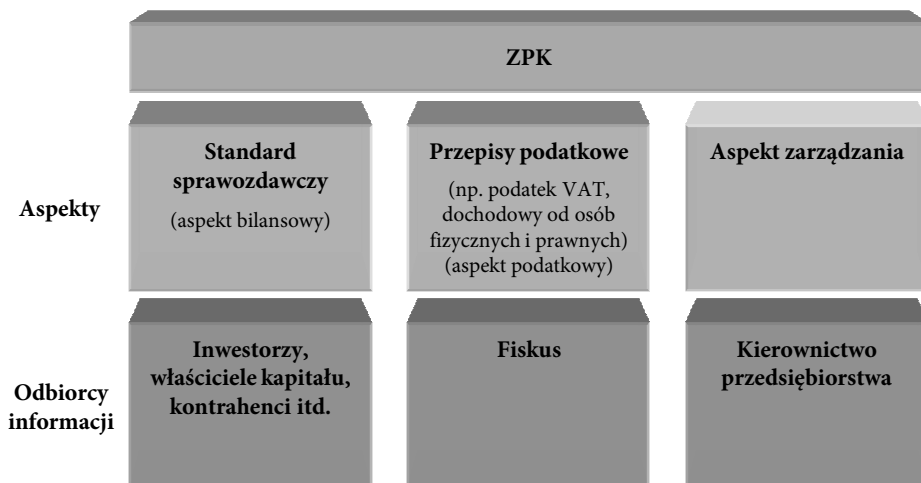 ZPK
Aspekty
Standard
sprawozdawczy
(aspekt bilansowy)
Przepisy podatkowe
(np. podatek VAT,
dochodowy od osób
fizycznych i prawnych)
(aspekt podatkowy)
Aspekt zarządzania
Odbiorcy
informacji
Inwestorzy,
właściciele kapitału,
kontrahenci itd.
Fiskus
Kierownictwo
przedsiębiorstwa